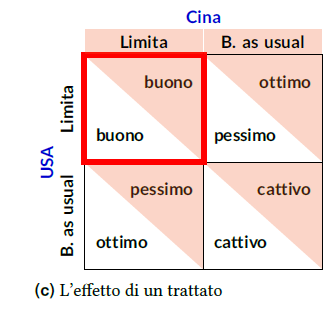 Cina
Limita B. as usual
USA
Limita
buono ottimo
buono pessimo
B. as usual
pessimo cattivo
ottimo cattivo
(c) L'effetto di un trattato